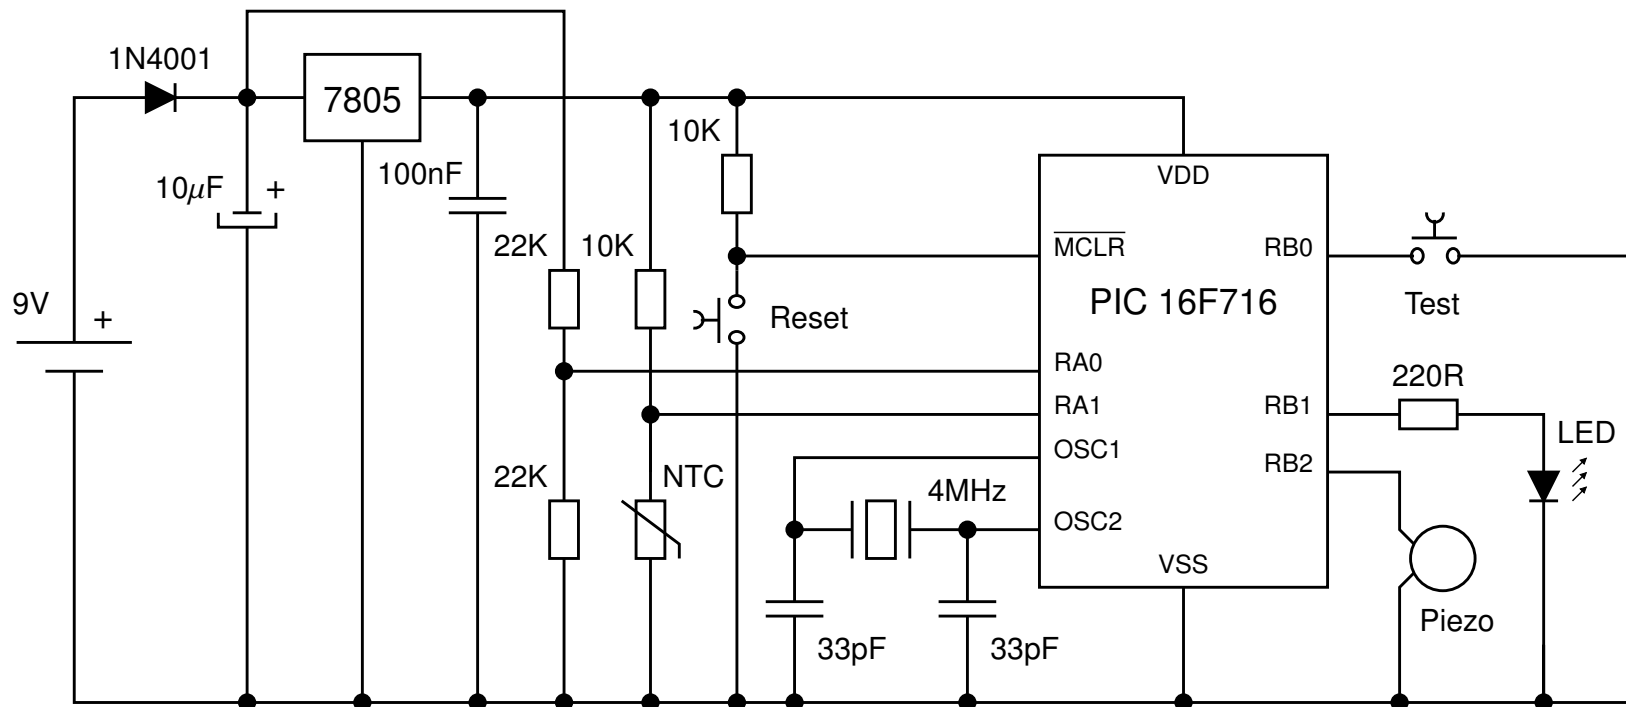 1N4001
7805
10K
10μF
+
100nF
VDD
22K
10K
MCLR
RB0
9V
+
PIC 16F716
Reset
Test
RA0
220R
RA1
RB1
LED
OSC1
RB2
22K
NTC
4MHz
OSC2
VSS
Piezo
33pF
33pF